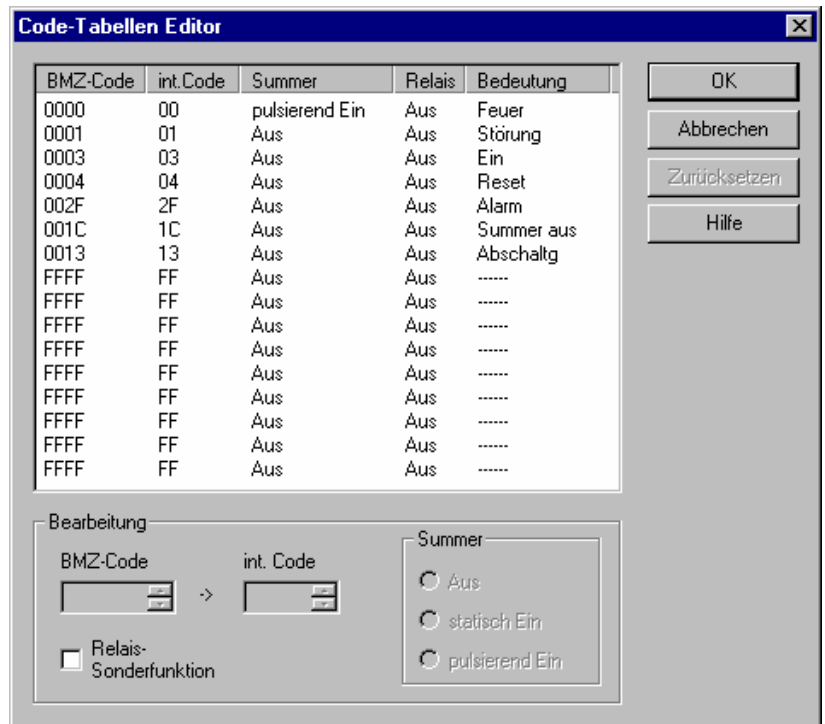 Code-Tabellen Editor
BMZ-Code int.Code Summer Relais Bedeutung
0000 00 pulsierend Ein Aus Feuer
0001 01 Aus Aus Störung
0003 03 Aus Aus Ein
0004 04 Aus Aus Reset
002F 2F Aus Aus Alarm
001C 1C Aus Aus Summer aus
0013 13 Aus Aus Abschaltg
FFFF FF Aus Aus ------
FFFF FF Aus Aus ------
FFFF FF Aus Aus ------
FFFF FF Aus Aus ------
FFFF FF Aus Aus ------
FFFF FF Aus Aus ------
FFFF FF Aus Aus ------
FFFF FF Aus Aus ------
FFFF FF Aus Aus ------
OK
Abbrechen
Zurücksetzen
Hilfe
Bearbeitung
BMZ-Code -> int. Code
Relais-
Sonderfunktion
Summer
Aus
statisch Ein
pulsierend Ein